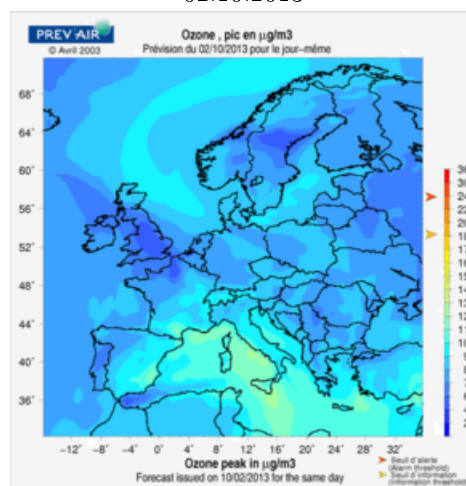 PREV'AIR
© Avril 2003
Ozone , pic en µg/m3
Prévision du 02/10/2013 pour le jour-même
68°
64°
60°
56°
52°
48°
44°
40°
36°
-12° -8° -4° 0° 4° 8° 12° 16° 20° 24° 28° 32°
Ozone peak in µg/m3
Forecast issued on 10/02/2013 for the same day
Seuil d'alerte
(Alarm threshold)
Seuil d'information
(Information threshold)